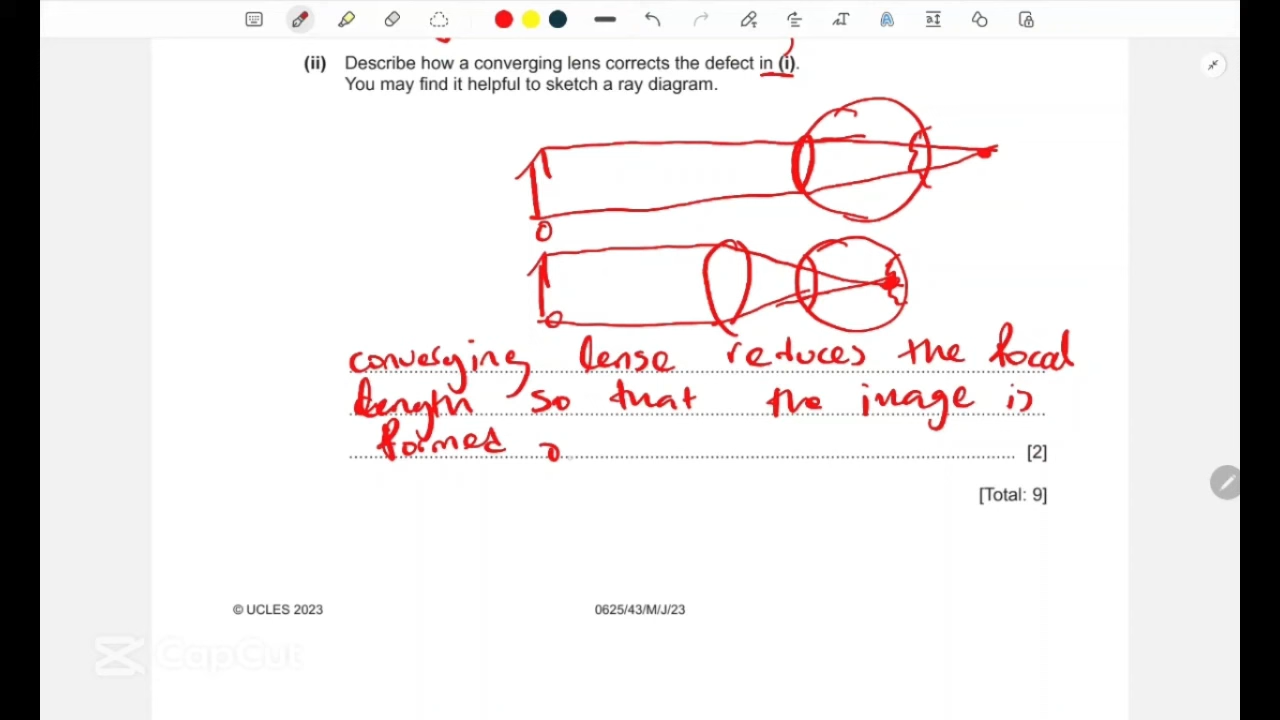 (ii) Describe how a converging lens corrects the defect in (i).
You may find it helpful to sketch a ray diagram.
O
O
converging lense reduces the focal
length so that the image is
formed o
[2]
[Total: 9]
© UCLES 2023 0625/43/M/J/23
CapCut